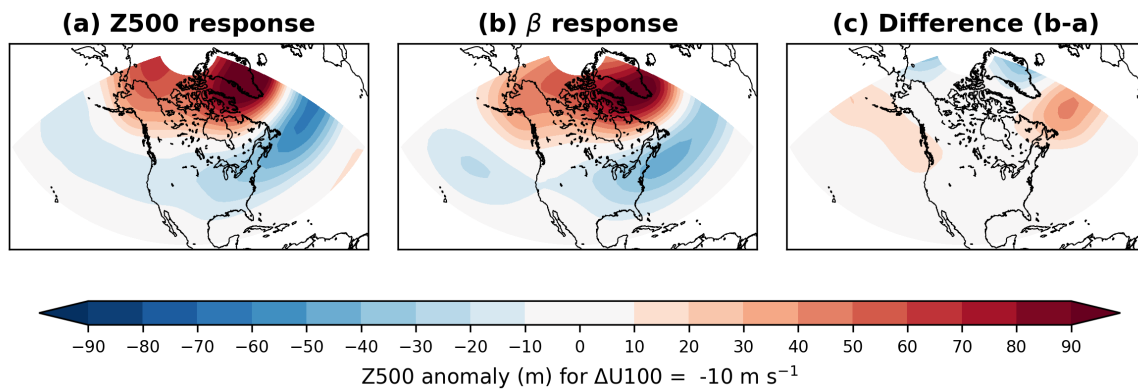 (a) Z500 response
(b) β response
(c) Difference (b-a)
−90 −80 −70 −60 −50 −40 −30 −20 −10 0 10 20 30 40 50 60 70 80 90
Z500 anomaly (m) for ΔU100 = -10 m s⁻¹